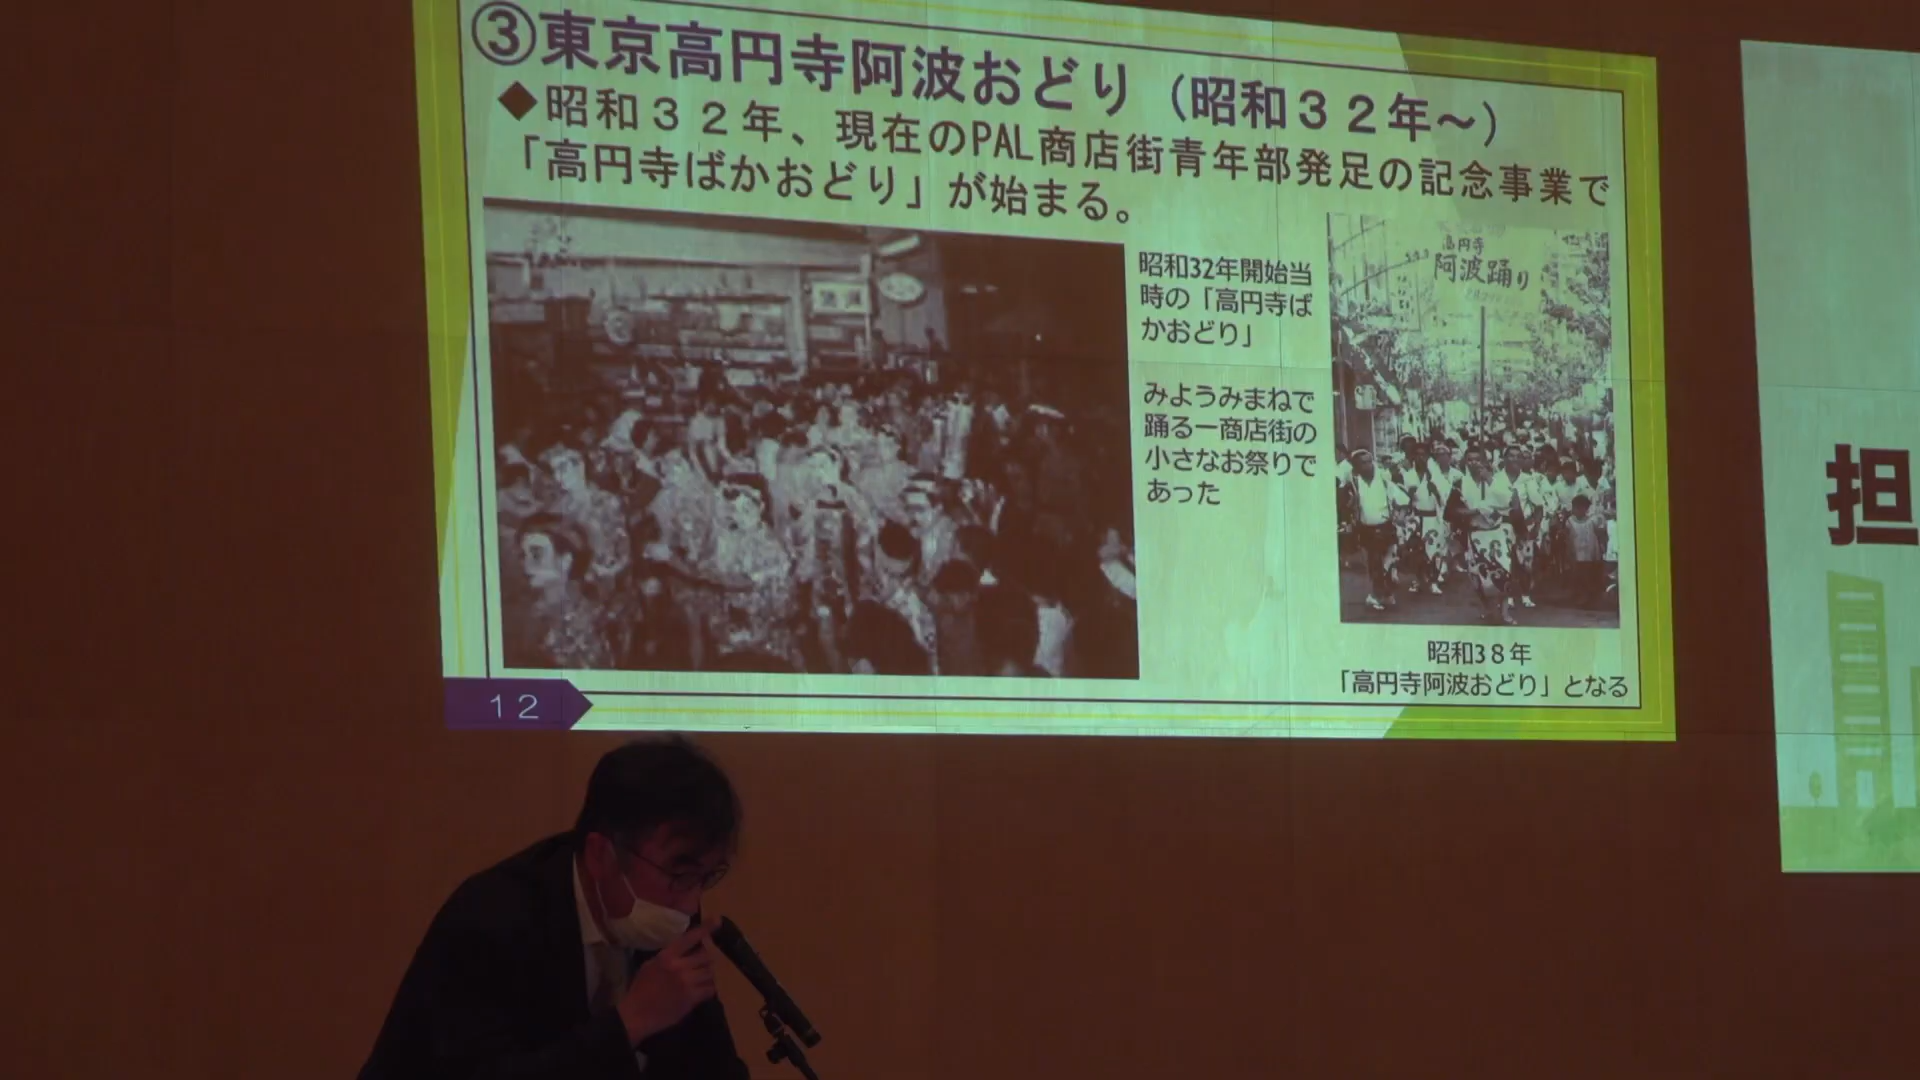 ③東京高円寺阿波おどり（昭和３２年～）
◆昭和３２年、現在のPAL商店街青年部発足の記念事業で
「高円寺ばかおどり」が始まる。
昭和32年開始当
時の「高円寺ば
かおどり」
みようみまねで
踊る一商店街の
小さなお祭りで
あった
高円寺
阿波踊り
昭和３８年
「高円寺阿波おどり」となる
１２
担